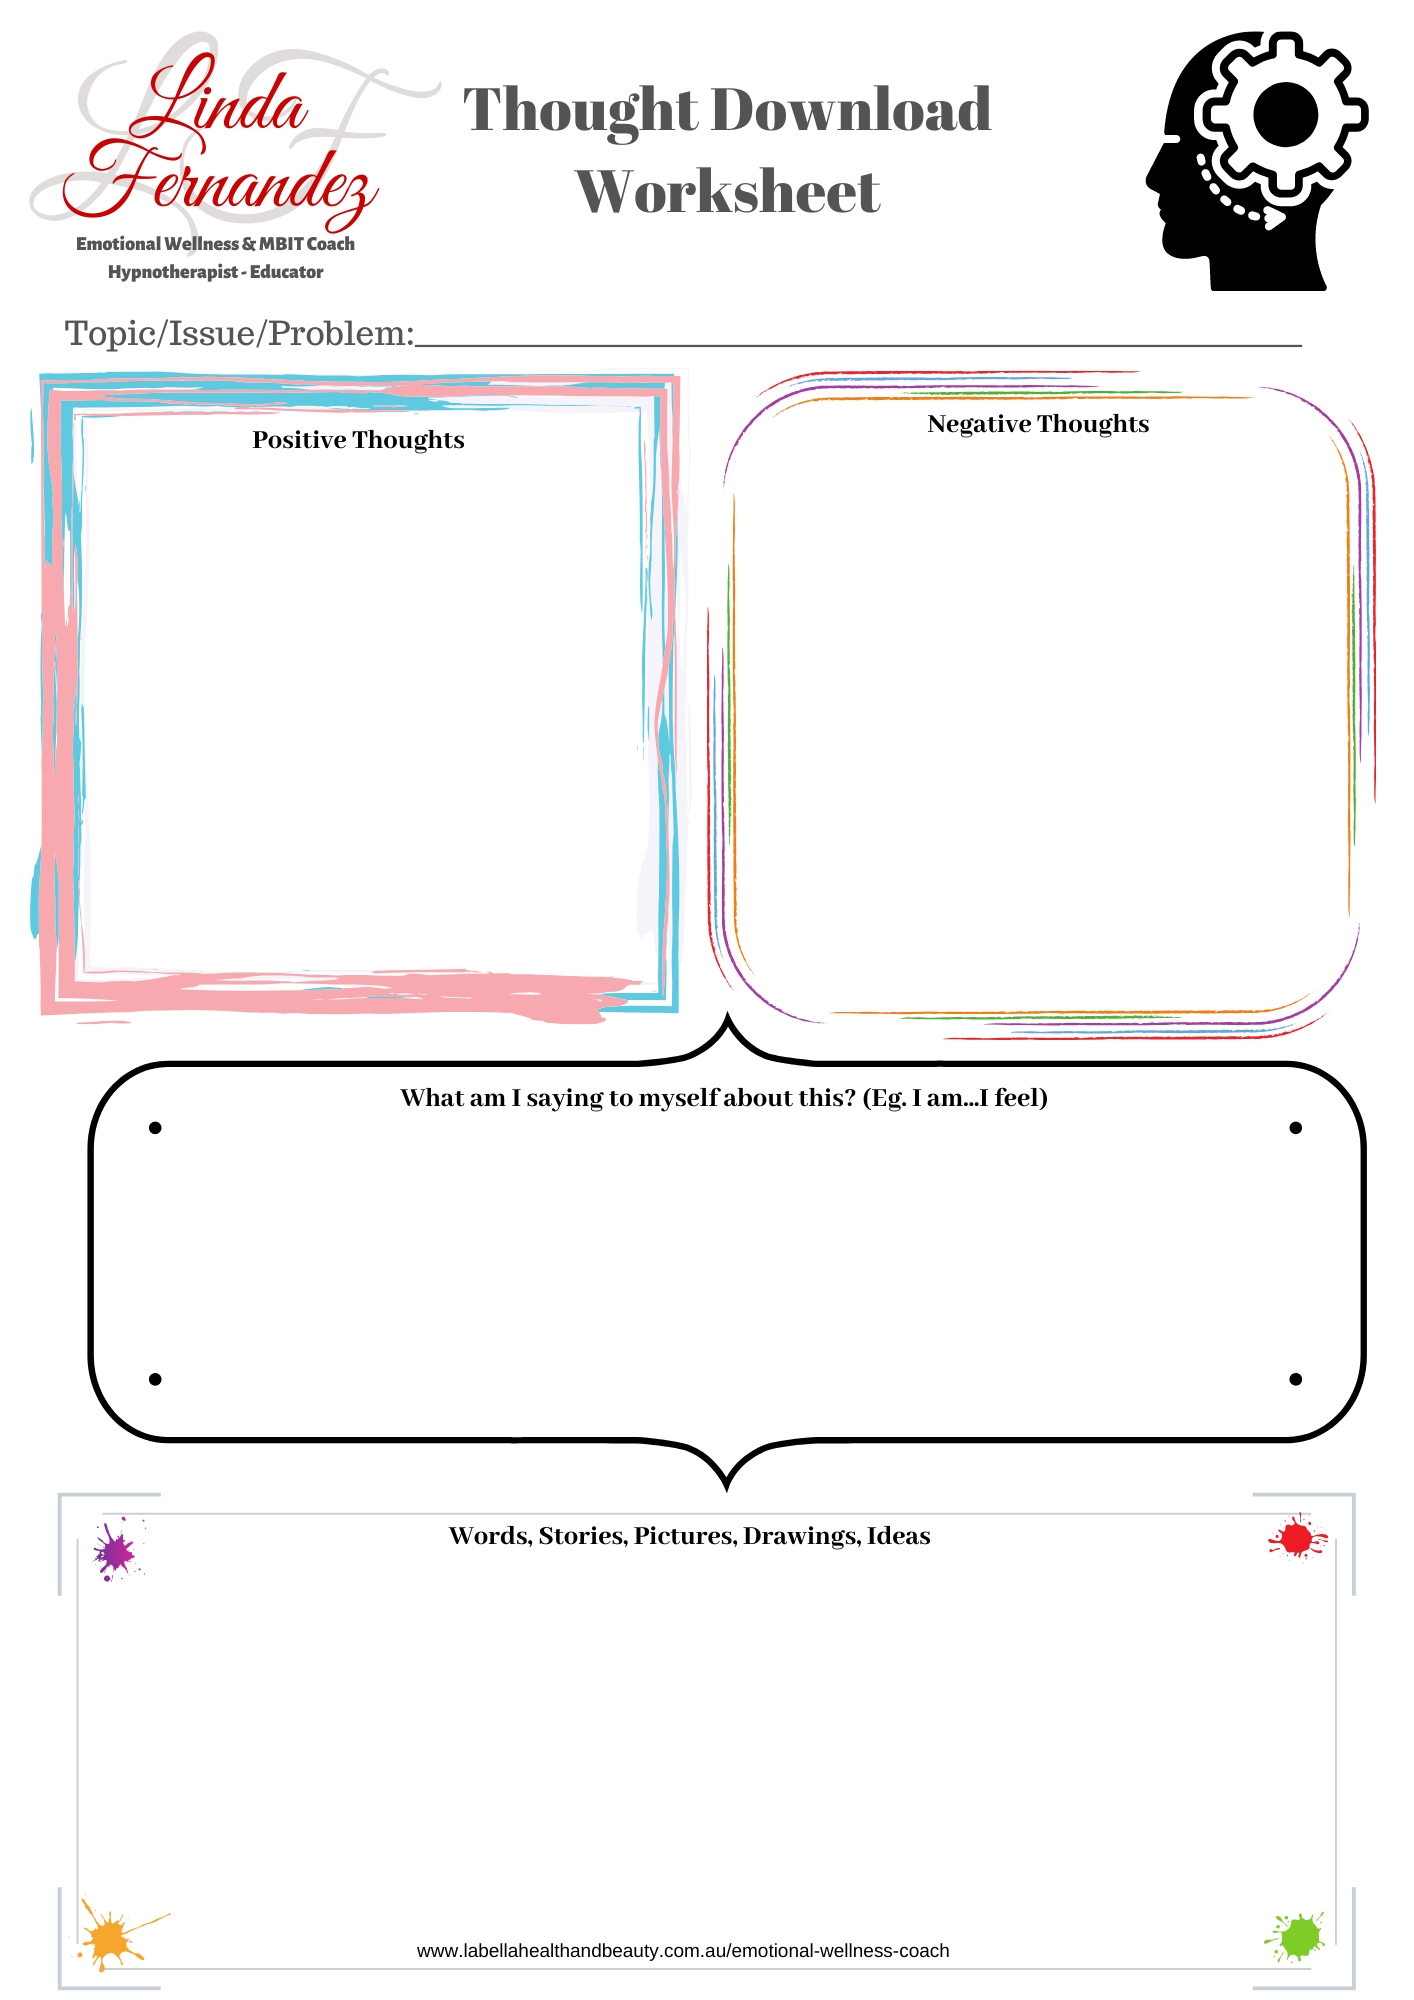 Linda
Fernandez
Emotional Wellness & MBIT Coach
Hypnotherapist - Educator
Thought Download
Worksheet
Topic/Issue/Problem:
Positive Thoughts
Negative Thoughts
What am I saying to myself about this? (Eg. I am...I feel)
Words, Stories, Pictures, Drawings, Ideas
www.labellahealthandbeauty.com.au/emotional-wellness-coach